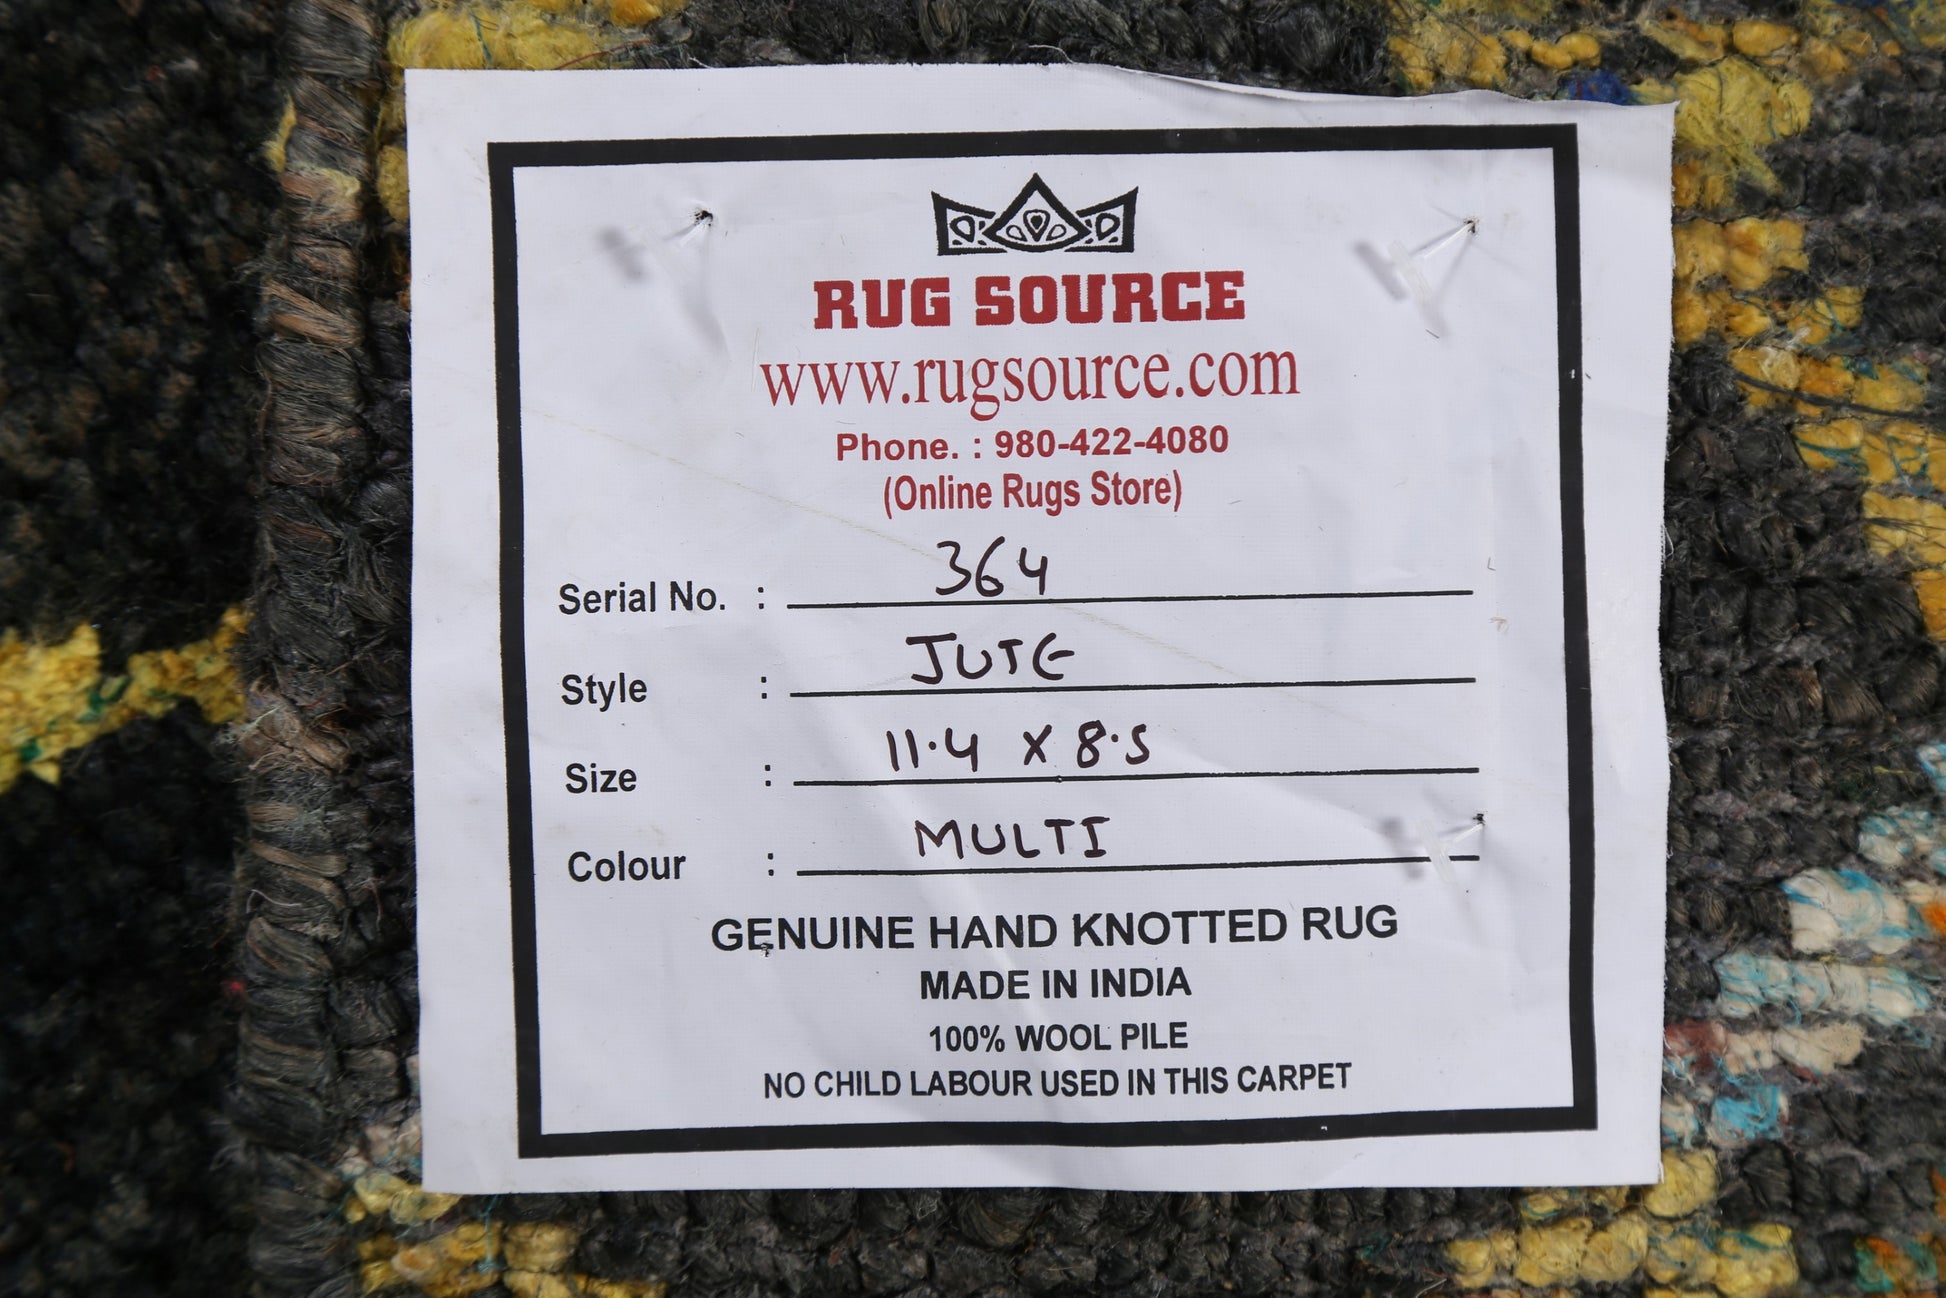 RUG SOURCE
www.rugsource.com
Phone. : 980-422-4080
(Online Rugs Store)
Serial No. : 364
Style : JUTE
Size : 11.4 X 8.5
Colour : MULTI
GENUINE HAND KNOTTED RUG
MADE IN INDIA
100% WOOL PILE
NO CHILD LABOUR USED IN THIS CARPET